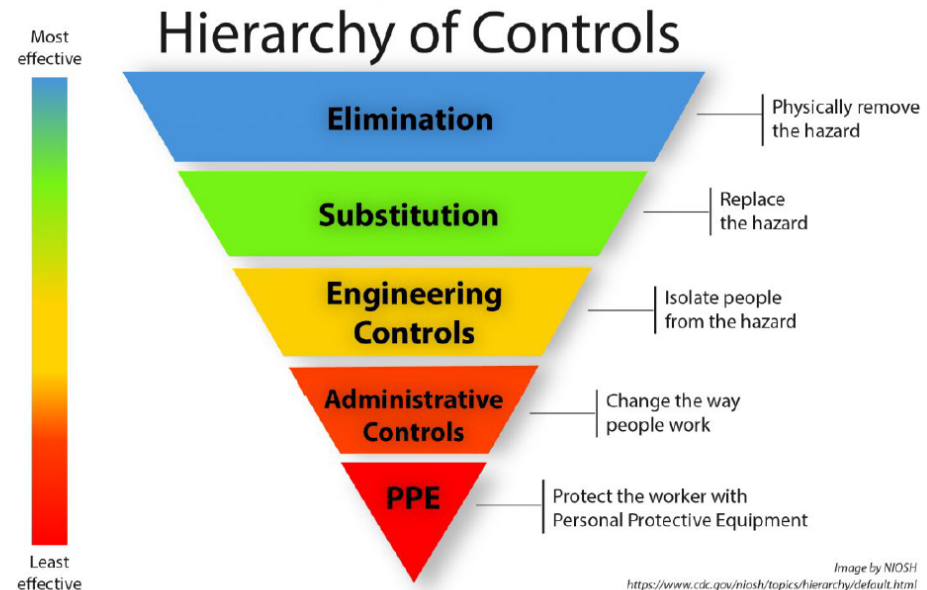 Hierarchy of Controls
Most
effective
Elimination
Physically remove
the hazard
Substitution
Replace
the hazard
Engineering
Controls
Isolate people
from the hazard
Administrative
Controls
Change the way
people work
PPE
Protect the worker with
Personal Protective Equipment
Least
effective
Image by NIOSH
https://www.cdc.gov/niosh/topics/hierarchy/default.html